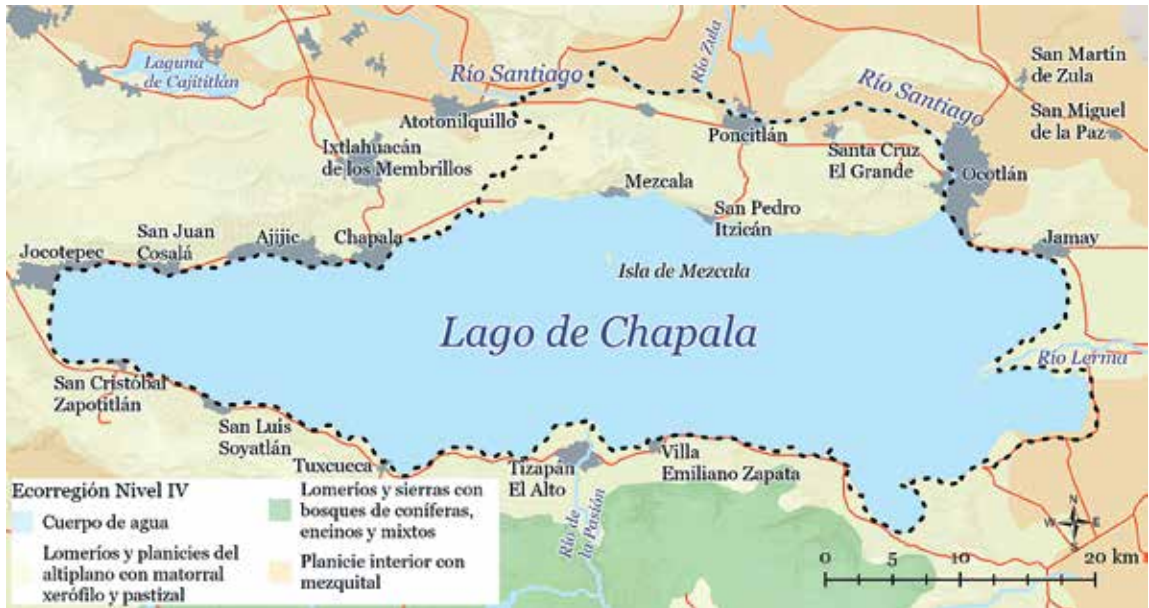 Laguna
de Cajititlán
Río Santiago
Río Zula
San Martín
de Zula
Río Santiago
San Miguel
de la Paz
Atotonilquillo
Poncitlán
Ixtlahuacán
de los Membrillos
Santa Cruz
El Grande
Ocotlán
Mezcala
San Pedro
Itzicán
Jocotepec
San Juan
Cosalá
Ajijic
Chapala
Jamay
Isla de Mezcala
Lago de Chapala
Río Lerma
San Cristóbal
Zapotitlán
San Luis
Soyatlán
Tuxcueca
Tizapán
El Alto
Villa
Emiliano Zapata
Río de
la Pasión
Ecorregión Nivel IV
Cuerpo de agua
Lomeríos y planicies del
altiplano con matorral
xerófilo y pastizal
Lomeríos y sierras con
bosques de coníferas,
encinos y mixtos
Planicie interior con
mezquital
N
W E
S
0 5 10 20 km